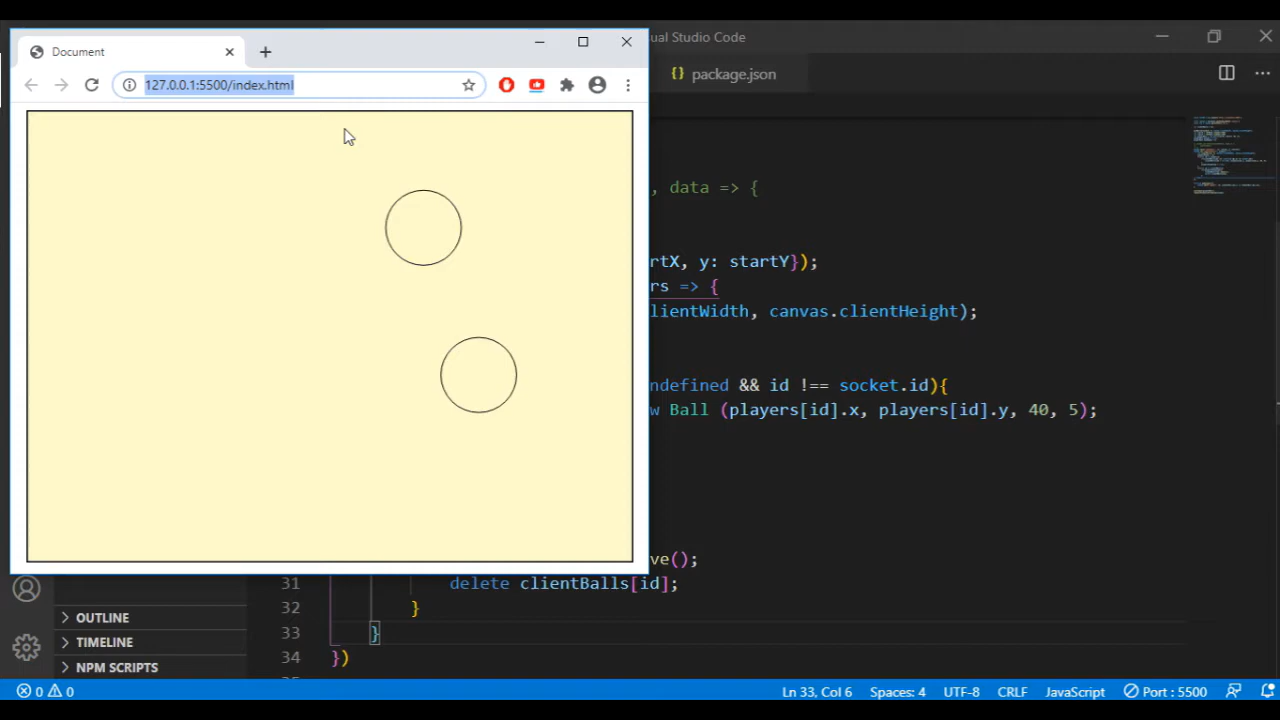 Document
ual Studio Code
127.0.0.1:5500/index.html
package.json
, data => {
rtX, y: startY});
rs => {
lientWidth, canvas.clientHeight);
ndefined && id !== socket.id){
w Ball (players[id].x, players[id].y, 40, 5);
ve();
31 delete clientBalls[id];
32 }
33 }
34 })
OUTLINE
TIMELINE
NPM SCRIPTS
0 0 Ln 33, Col 6 Spaces: 4 UTF-8 CRLF JavaScript Port : 5500